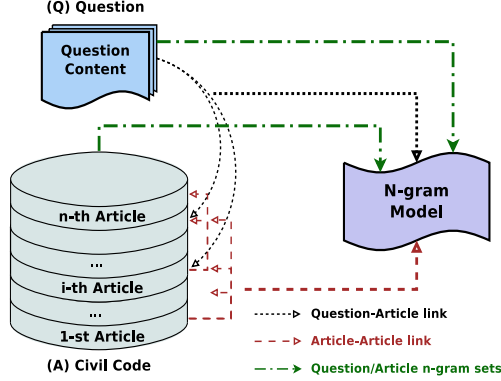 (Q) Question
Question
Content
n-th Article
...
i-th Article
...
1-st Article
(A) Civil Code
N-gram
Model
Question-Article link
Article-Article link
Question/Article n-gram sets